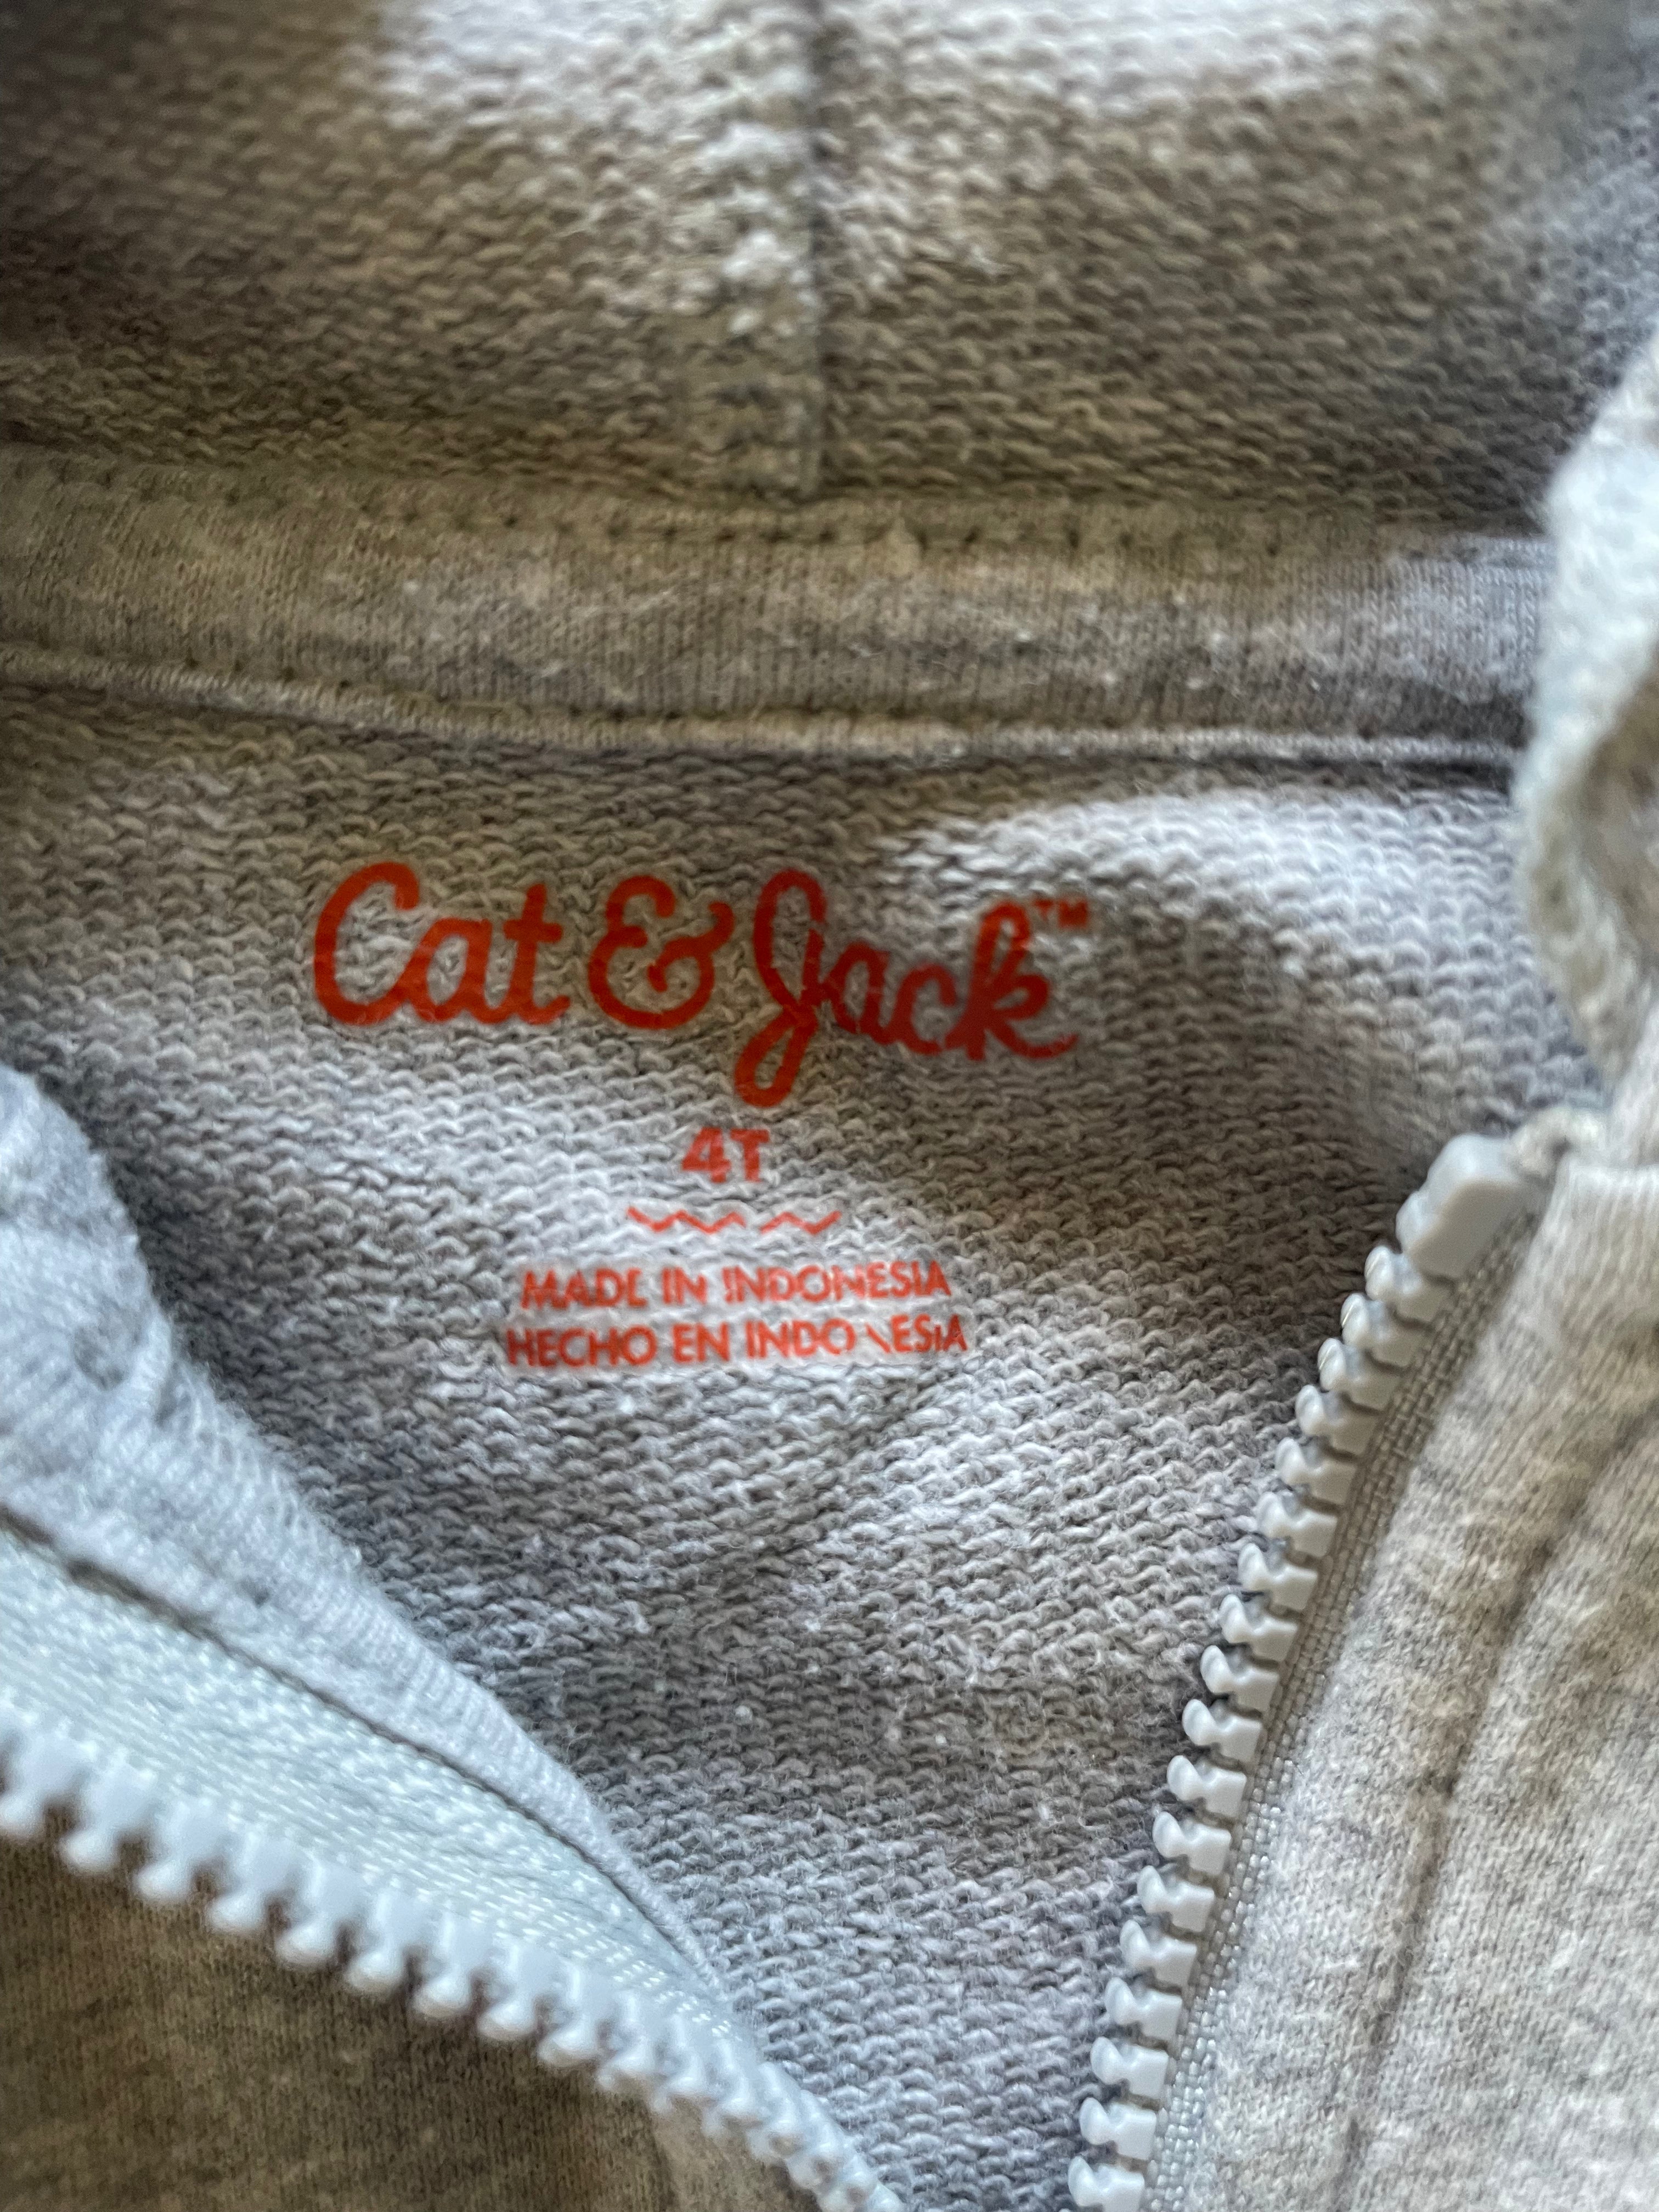 Cat & Jack™
4T
MADE IN INDONESIA
HECHO EN INDONESIA